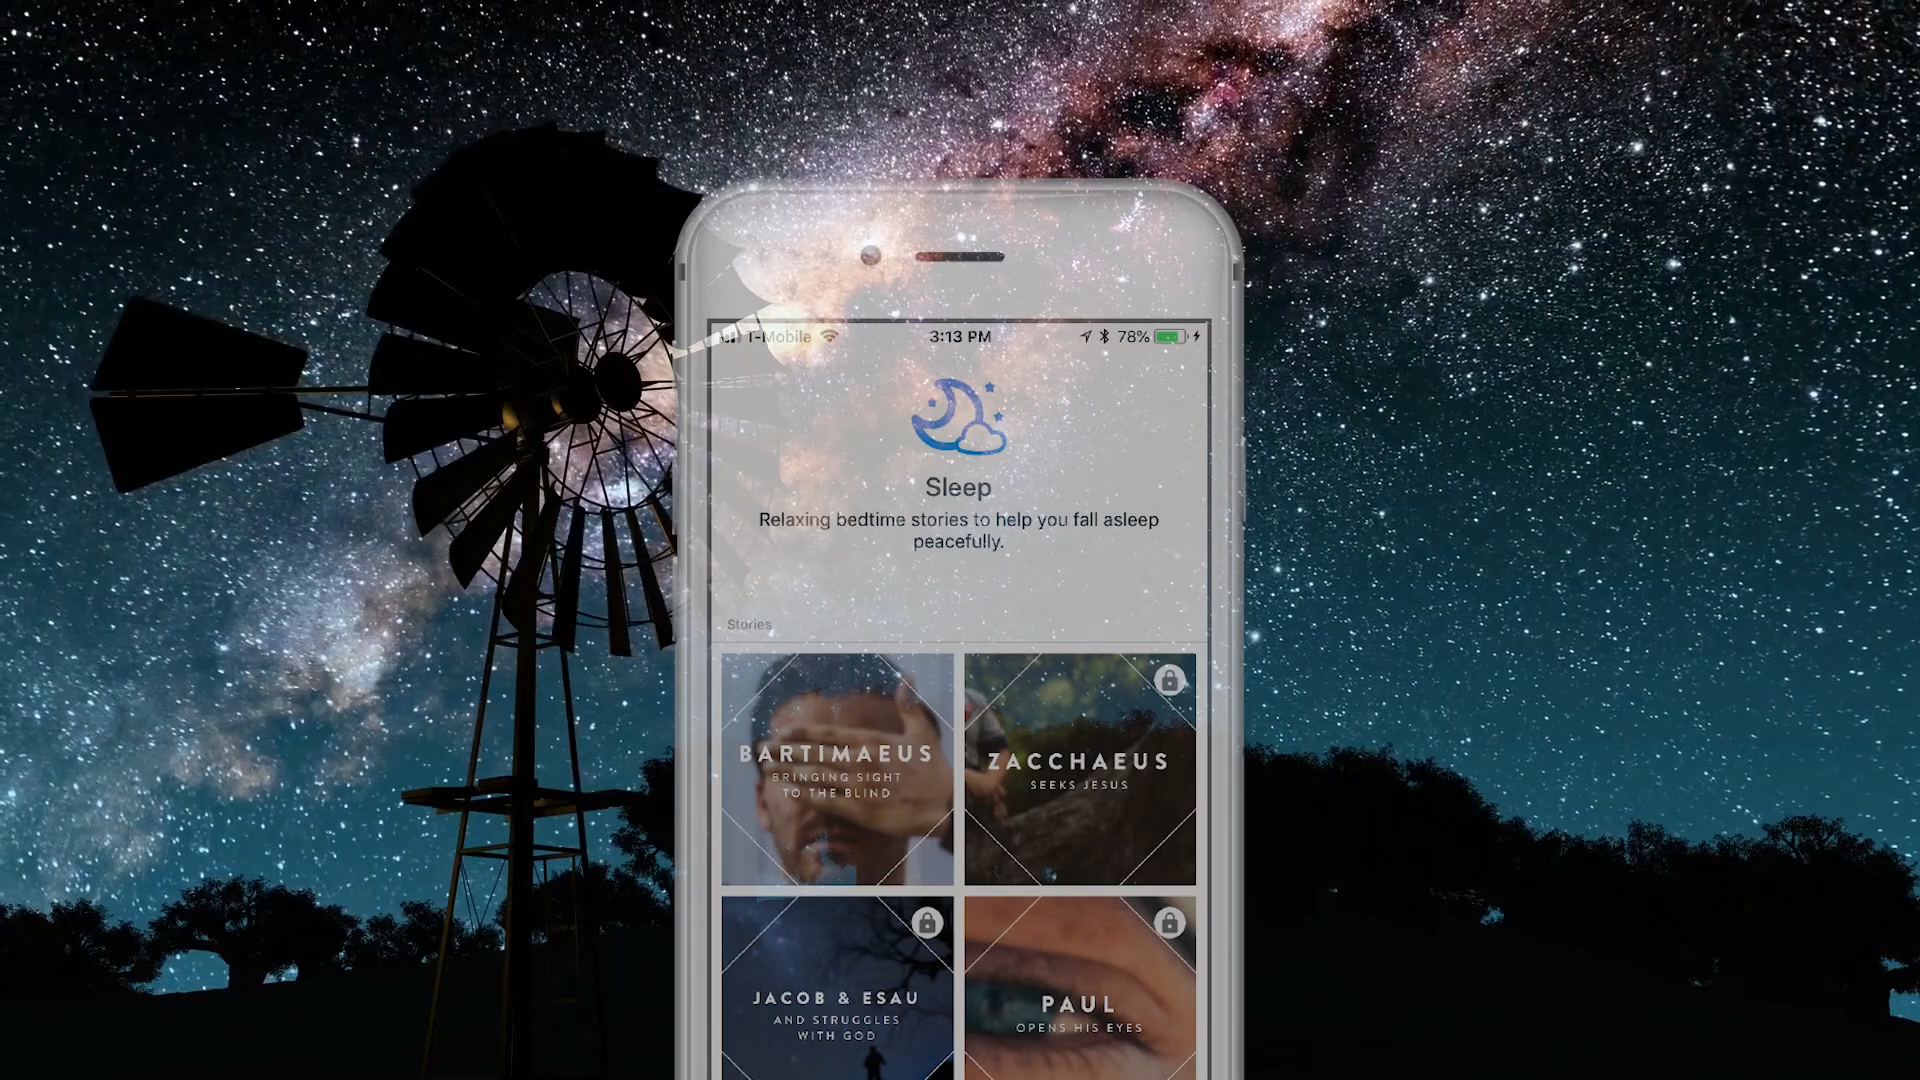 T-Mobile
3:13 PM
78%
Sleep
Relaxing bedtime stories to help you fall asleep
peacefully.
Stories
BARTIMAEUS
BRINGING SIGHT
TO THE BLIND
ZACCHAEUS
SEEKS JESUS
JACOB & ESAU
AND STRUGGLES
WITH GOD
PAUL
OPENS HIS EYES